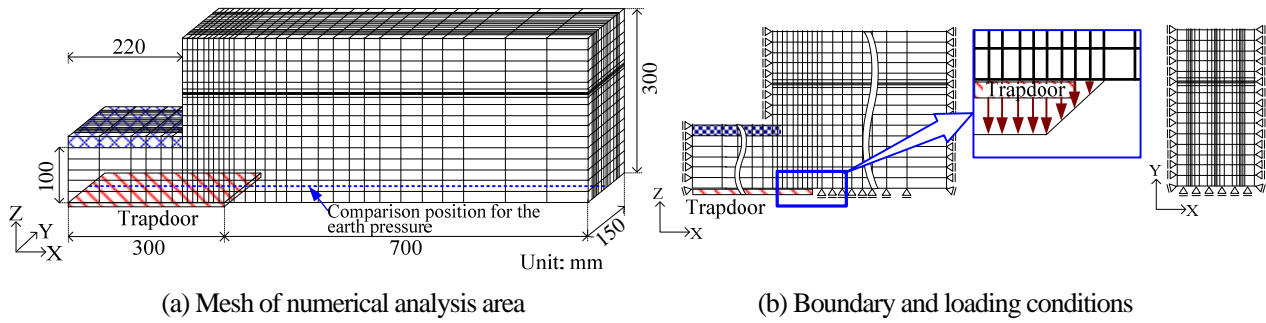 220
300
100
Trapdoor
Comparison position for the
earth pressure
Z
Y
X
300
700
150
Unit: mm
(a) Mesh of numerical analysis area
Trapdoor
Trapdoor
Z
X
Y
X
(b) Boundary and loading conditions